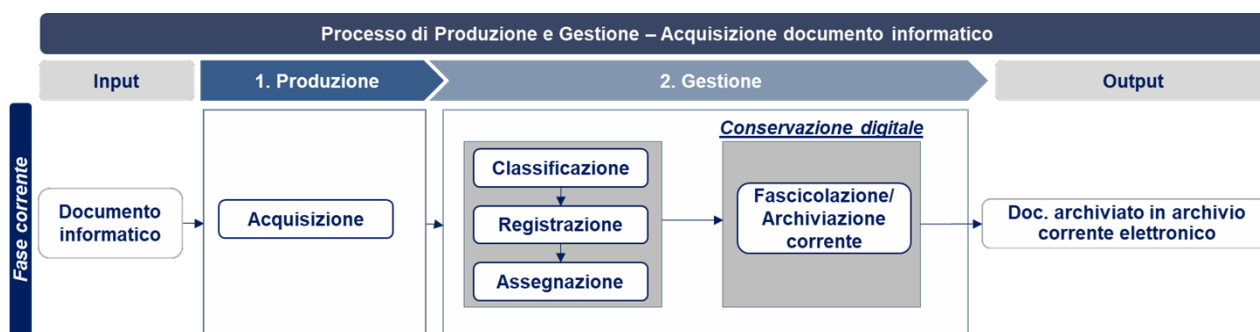 Processo di Produzione e Gestione – Acquisizione documento informatico
Input
1. Produzione
2. Gestione
Output
Fase corrente
Documento
informatico
Acquisizione
Classificazione
Registrazione
Assegnazione
Conservazione digitale
Fascicolazione/
Archiviazione
corrente
Doc. archiviato in archivio
corrente elettronico